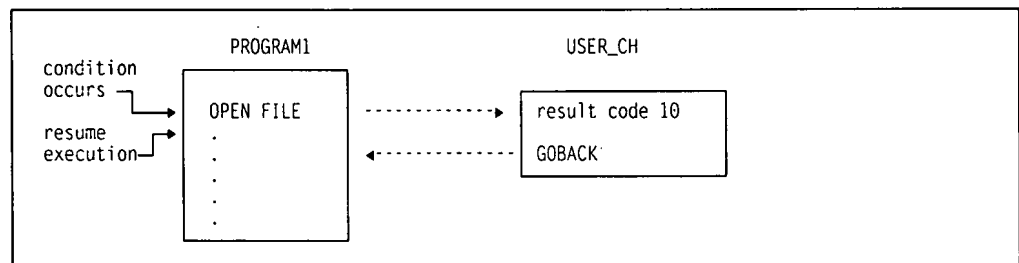 PROGRAM1
USER_CH
condition
occurs
OPEN FILE
result code 10
resume
execution
GOBACK